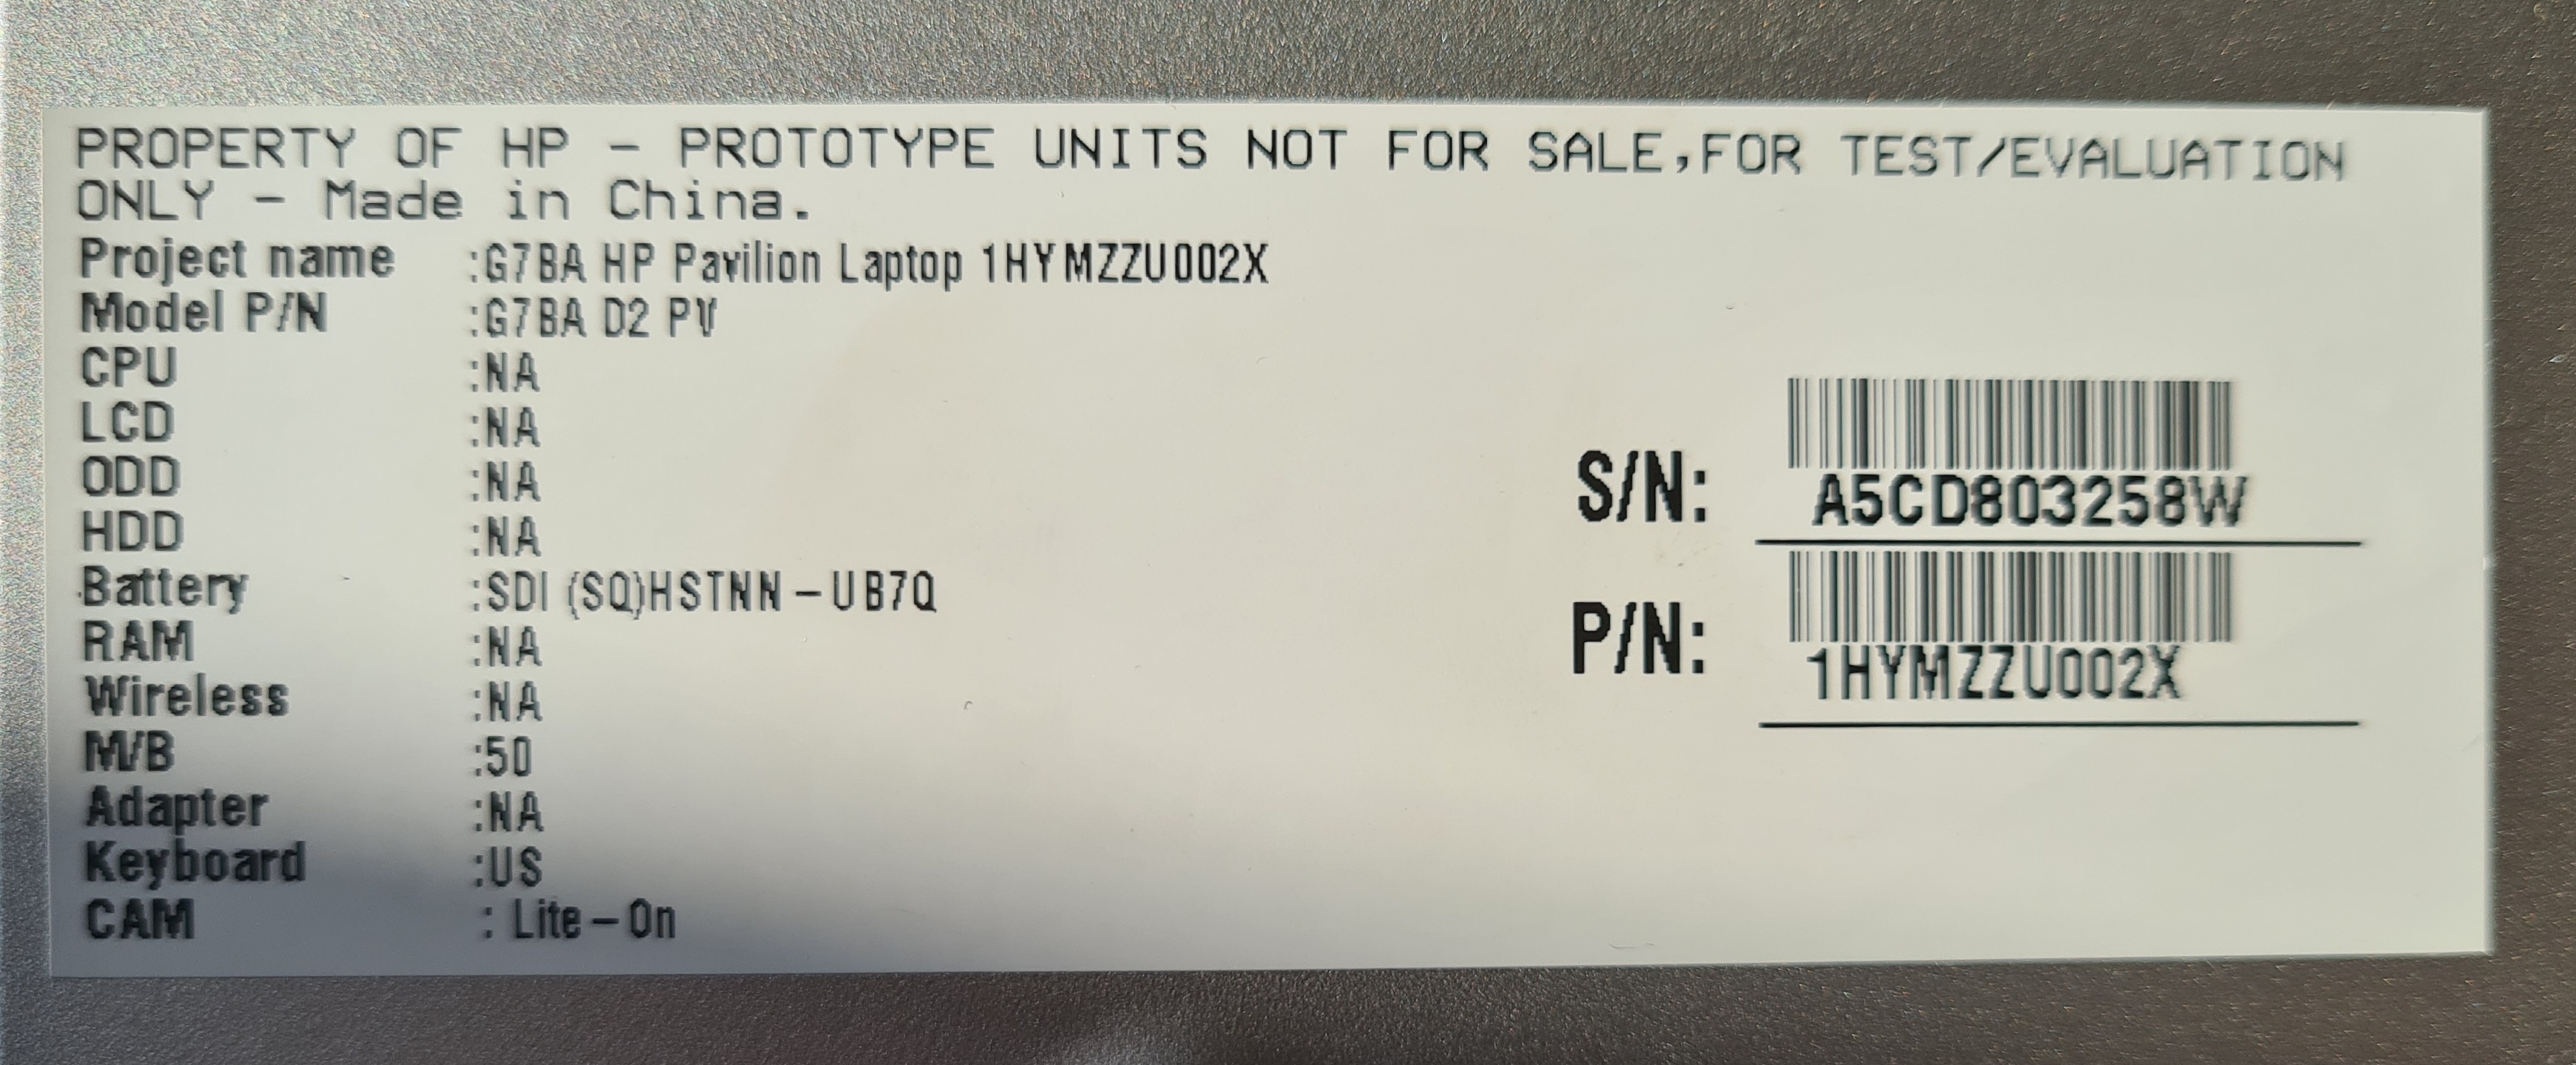 PROPERTY OF HP - PROTOTYPE UNITS NOT FOR SALE,FOR TEST/EVALUATION
ONLY - Made in China.
Project name :G7BA HP Pavilion Laptop 1HYMZZU002X
Model P/N :G7BA D2 PV
CPU :NA
LCD :NA
ODD :NA
HDD :NA
Battery :SDI (SQ)HSTNN-UB7Q
RAM :NA
Wireless :NA
M/B :50
Adapter :NA
Keyboard :US
CAM : Lite-On
S/N: A5CD803258W
P/N: 1HYMZZU002X